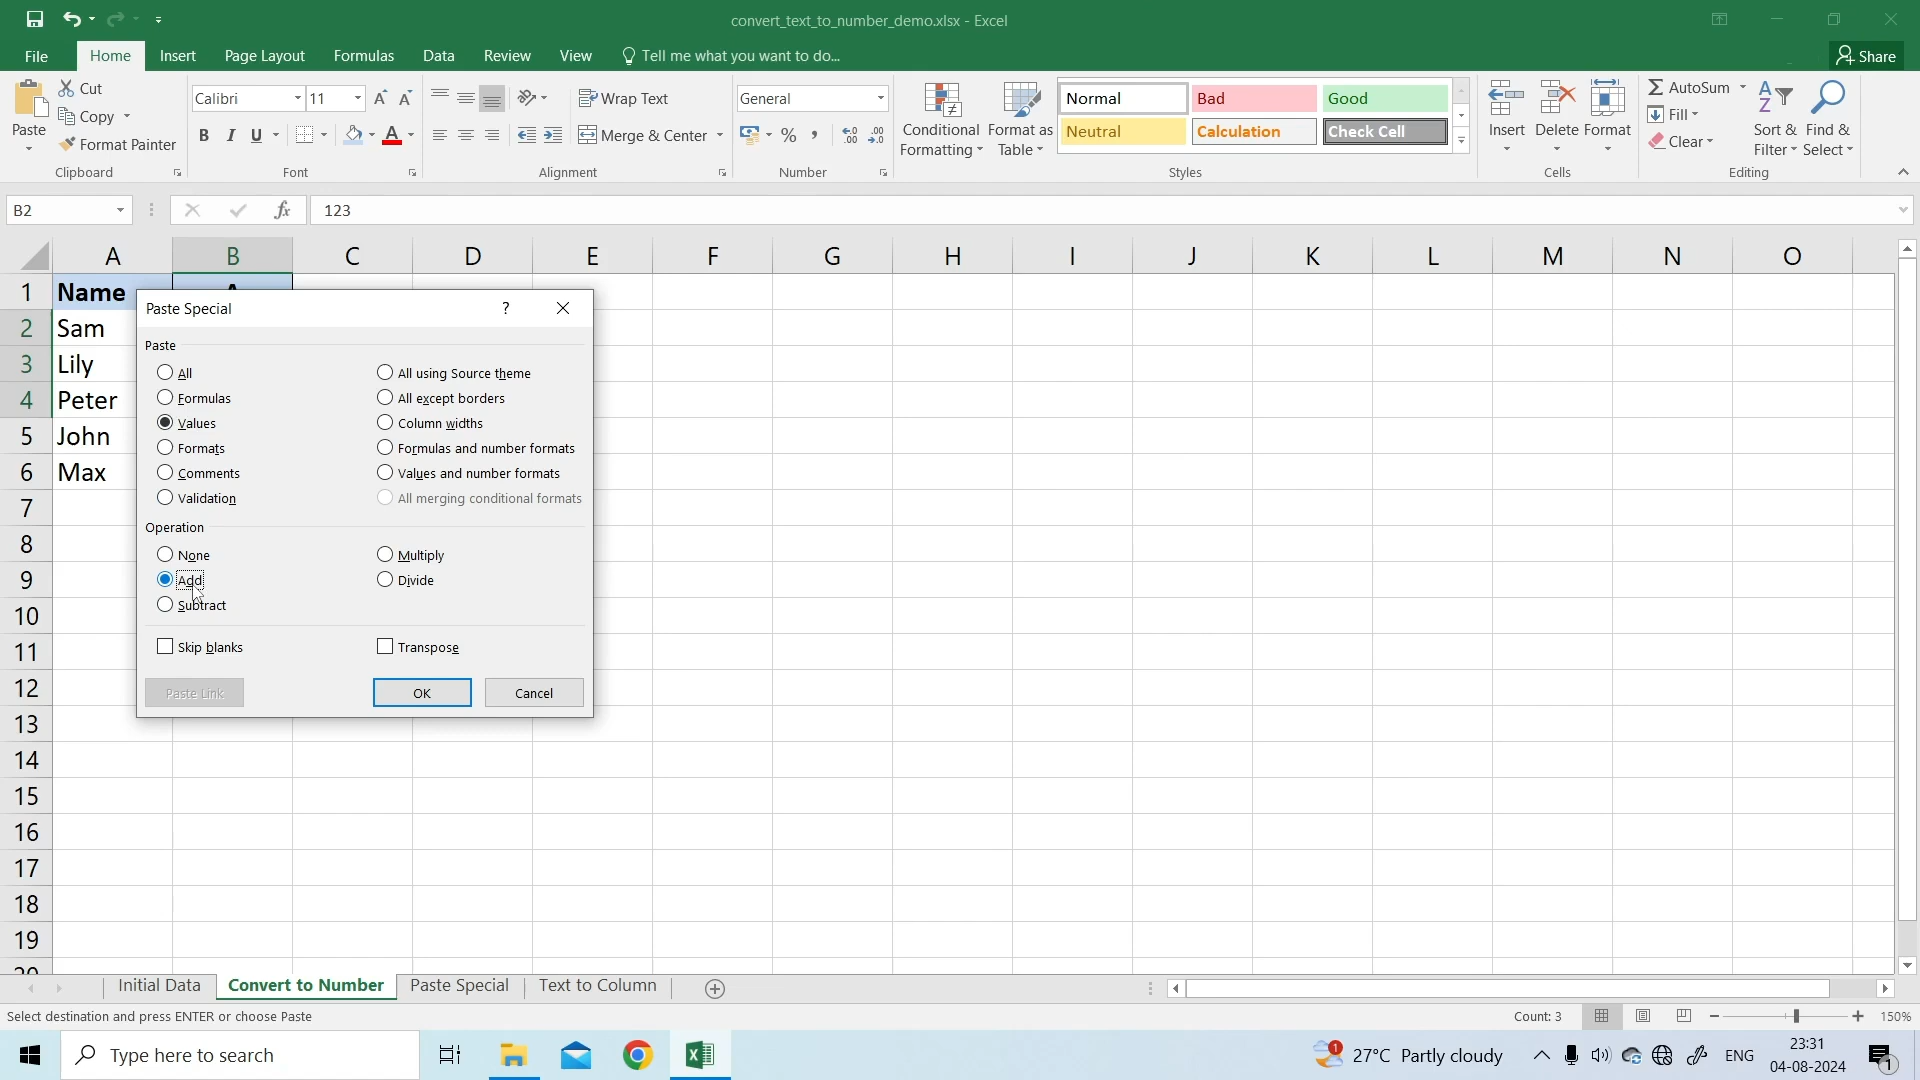 convert_text_to_number_demo.xlsx - Excel
File Home Insert Page Layout Formulas Data Review View Tell me what you want to do... Share
Paste Cut Copy Format Painter Clipboard
Calibri 11 B I U Font
Wrap Text Merge & Center Alignment
General % , Number
Conditional Formatting Format as Table Normal Bad Good
Neutral Calculation Check Cell Styles
Insert Delete Format Cells
AutoSum Fill Clear Sort & Filter Find & Select Editing
B2 fx 123
A B C D E F G H I J K L M N O
1 Name
2 Sam
3 Lily
4 Peter
5 John
6 Max
7
8
9
10
11
12
13
14
15
16
17
18
19
Paste Special ?
Paste
All All using Source theme
Formulas All except borders
Values Column widths
Formats Formulas and number formats
Comments Values and number formats
Validation All merging conditional formats
Operation
None Multiply
Add Divide
Subtract
Skip blanks Transpose
Paste Link OK Cancel
Initial Data Convert to Number Paste Special Text to Column
Select destination and press ENTER or choose Paste Count: 3 150%
Type here to search 27°C Partly cloudy ENG 23:31
04-08-2024 1